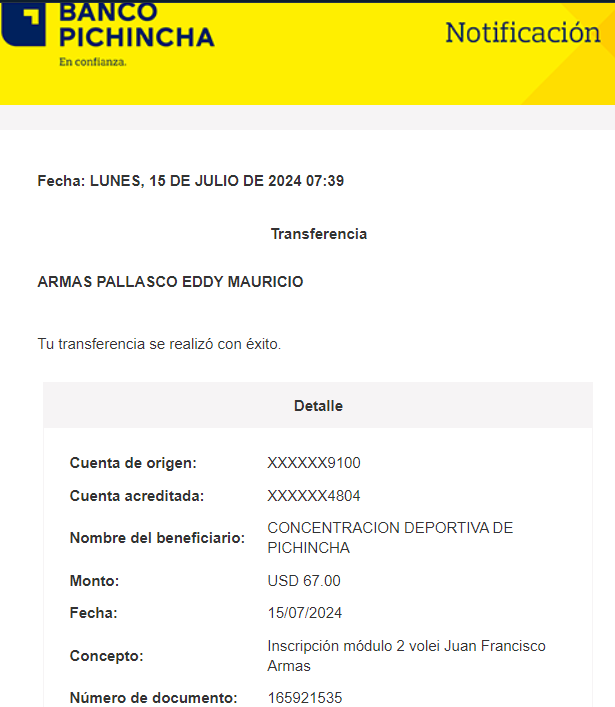 BANCO
PICHINCHA
En confianza.
Notificación
Fecha: LUNES, 15 DE JULIO DE 2024 07:39
Transferencia
ARMAS PALLASCO EDDY MAURICIO
Tu transferencia se realizó con éxito.
Detalle
Cuenta de origen: XXXXXX9100
Cuenta acreditada: XXXXXX4804
Nombre del beneficiario: CONCENTRACION DEPORTIVA DE
PICHINCHA
Monto: USD 67.00
Fecha: 15/07/2024
Concepto: Inscripción módulo 2 volei Juan Francisco
Armas
Número de documento: 165921535